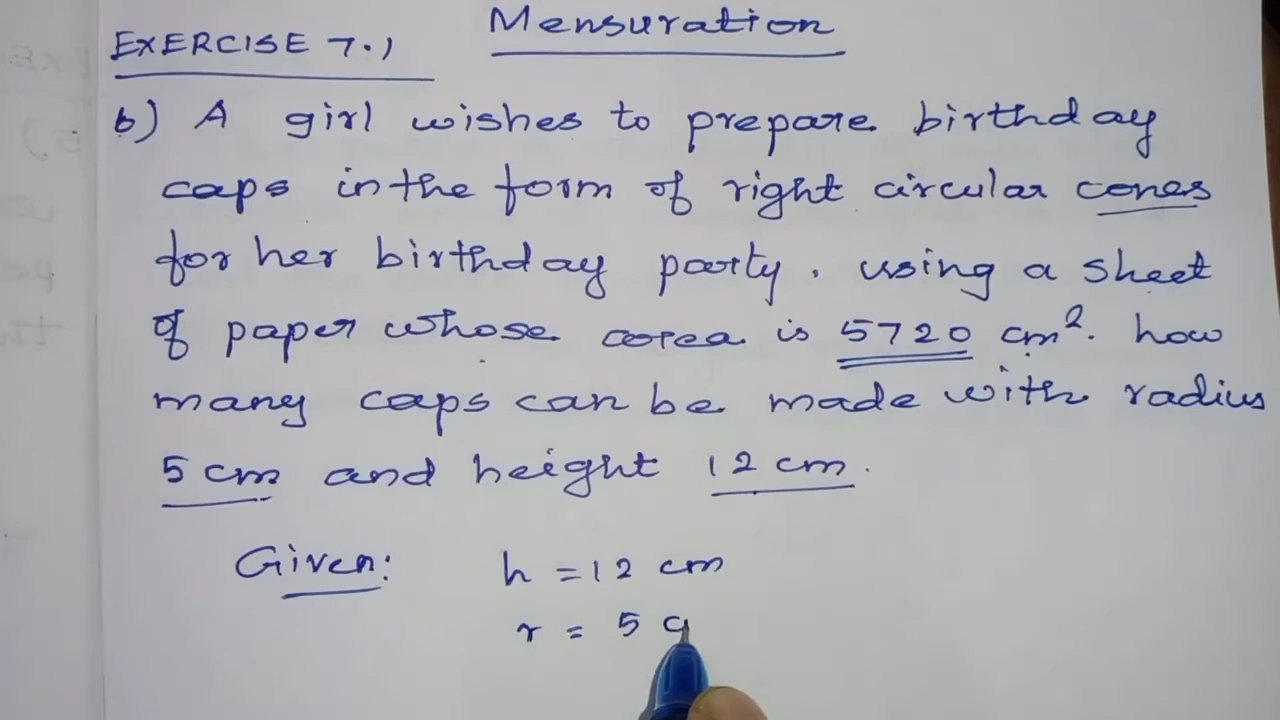 Mensuration
EXERCISE 7.1
6) A girl wishes to prepare birthday
caps in the form of right circular cones
for her birthday party. using a sheet
of paper whose area is 5720 cm². how
many caps can be made with radius
5 cm and height 12 cm.
Given: h = 12 cm
r = 5 c